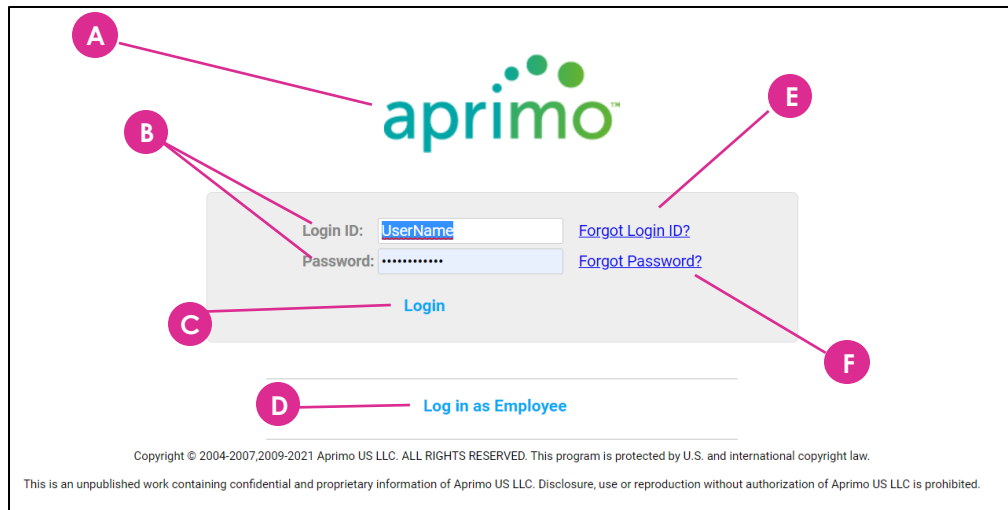 A
aprimo™
E
B
Login ID: UserName Forgot Login ID?
Password: •••••••••••• Forgot Password?
C Login
F
D Log in as Employee
Copyright © 2004-2007,2009-2021 Aprimo US LLC. ALL RIGHTS RESERVED. This program is protected by U.S. and international copyright law.
This is an unpublished work containing confidential and proprietary information of Aprimo US LLC. Disclosure, use or reproduction without authorization of Aprimo US LLC is prohibited.